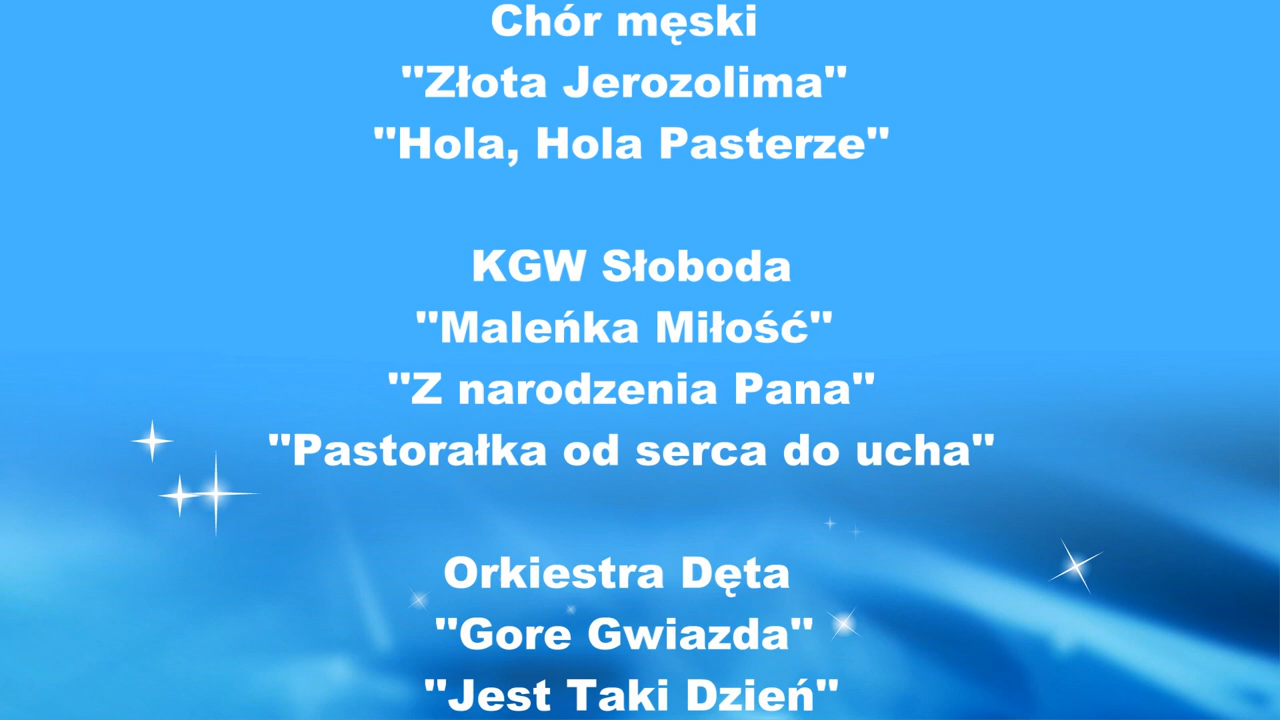 Chór męski
"Złota Jerozolima"
"Hola, Hola Pasterze"
KGW Słoboda
"Maleńka Miłość"
"Z narodzenia Pana"
"Pastorałka od serca do ucha"
Orkiestra Dęta
"Gore Gwiazda"
"Jest Taki Dzień"